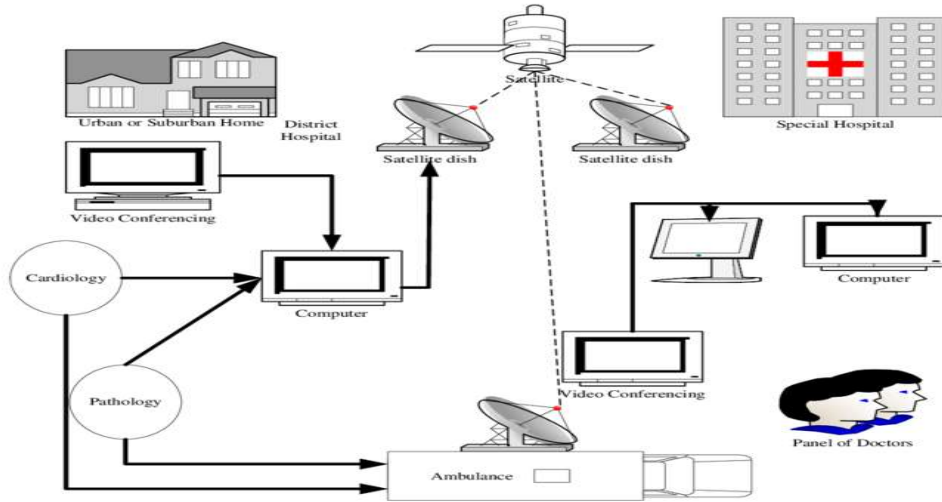 Satellite
Urban or Suburban Home
District
Hospital
Special Hospital
Satellite dish
Satellite dish
Video Conferencing
Cardiology
Computer
Computer
Video Conferencing
Pathology
Panel of Doctors
Ambulance